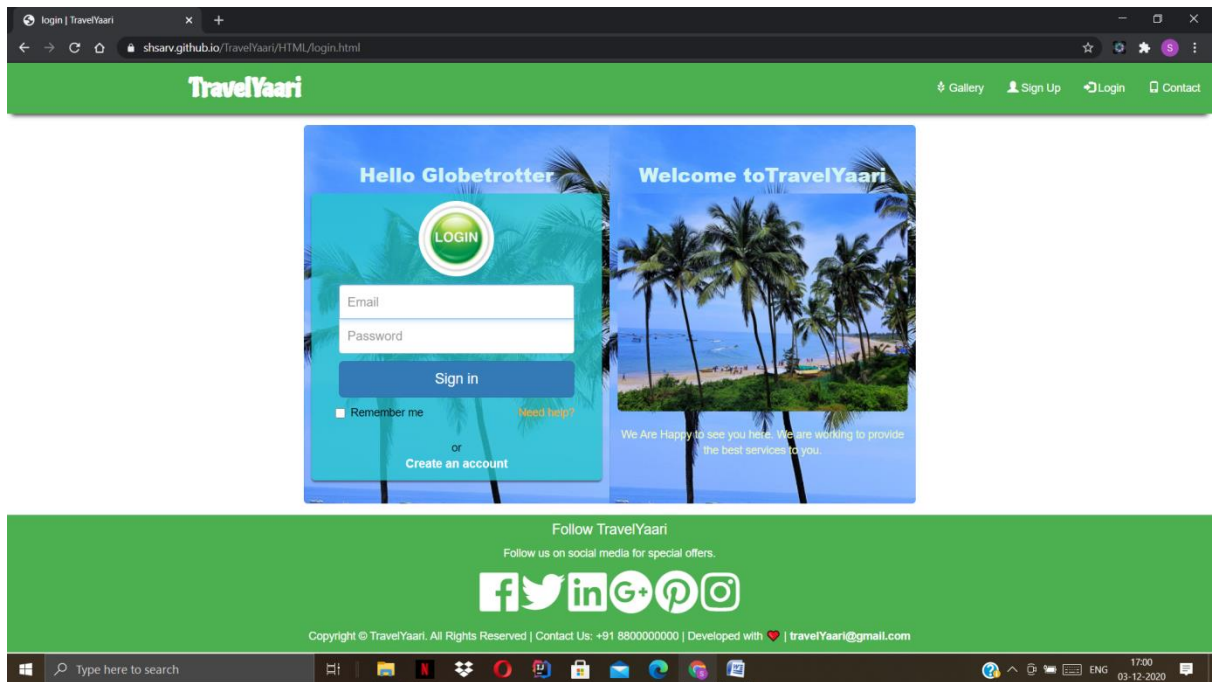 login | TravelYaari
shsarv.github.io/TravelYaari/HTML/login.html
S
TravelYaari
Gallery
Sign Up
Login
Contact
Hello Globetrotter
LOGIN
Email
Password
Sign in
Remember me
Need help?
or
Create an account
Welcome toTravelYaari
We Are Happy to see you here. We are working to provide
the best services to you.
Follow TravelYaari
Follow us on social media for special offers.
Copyright © TravelYaari. All Rights Reserved | Contact Us: +91 8800000000 | Developed with ❤ | travelYaari@gmail.com
Type here to search
ENG
17:00
03-12-2020